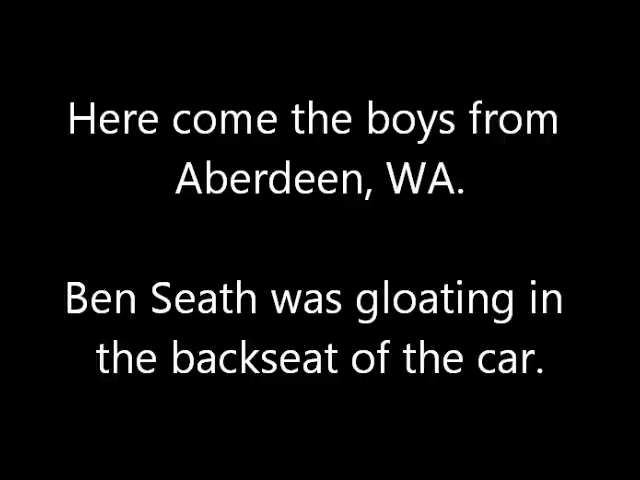 Here come the boys from
Aberdeen, WA.
Ben Seath was gloating in
the backseat of the car.